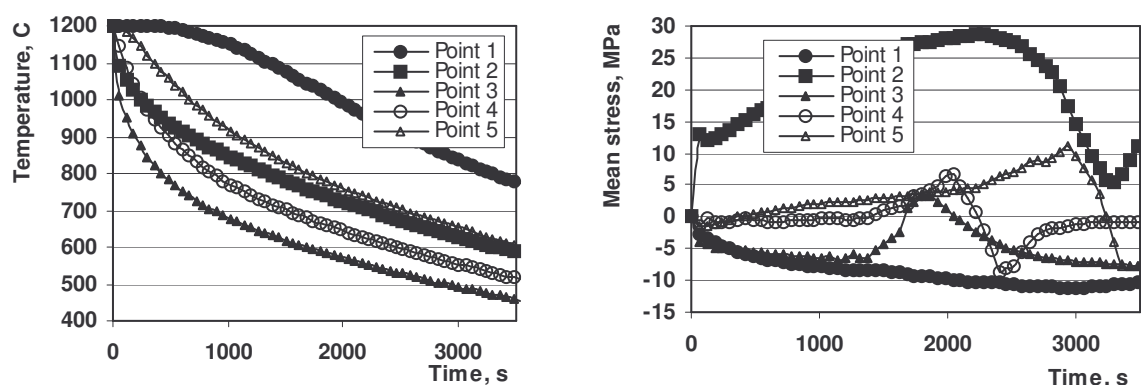 Temperature, C
1200
1100
1000
900
800
700
600
500
400
0
1000
2000
3000
Time, s
Point 1
Point 2
Point 3
Point 4
Point 5
Mean stress, MPa
30
25
20
15
10
5
0
-5
-10
-15
0
1000
2000
3000
Time, s
Point 1
Point 2
Point 3
Point 4
Point 5